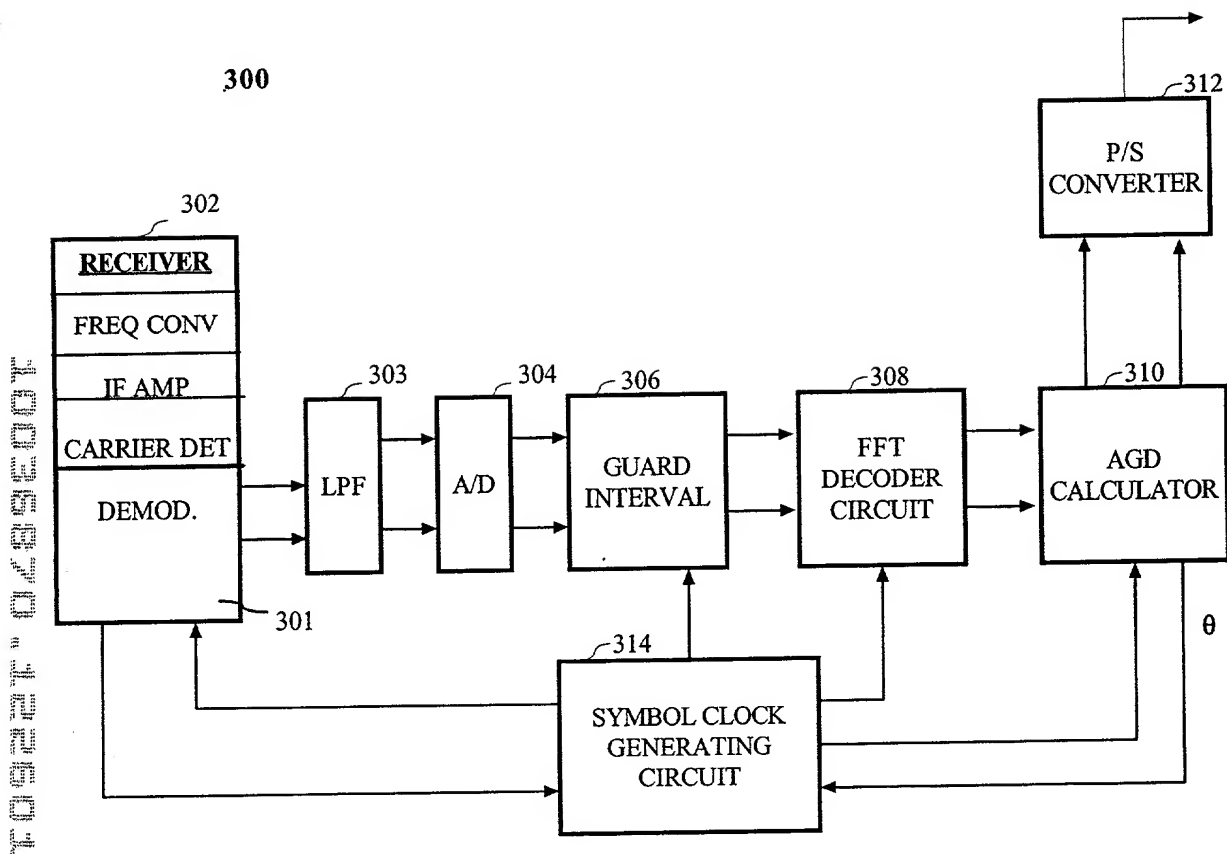 300
312
P/S
CONVERTER
302
RECEIVER
FREQ CONV
IF AMP
CARRIER DET
DEMOD.
301
303
LPF
304
A/D
306
GUARD
INTERVAL
308
FFT
DECODER
CIRCUIT
310
AGD
CALCULATOR
θ
314
SYMBOL CLOCK
GENERATING
CIRCUIT